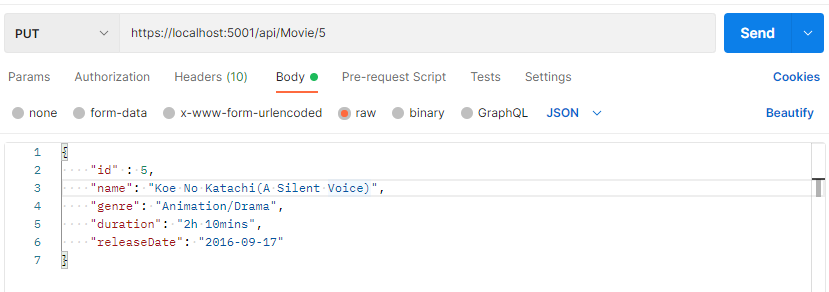 PUT https://localhost:5001/api/Movie/5 Send
Params Authorization Headers (10) Body Pre-request Script Tests Settings Cookies
none form-data x-www-form-urlencoded raw binary GraphQL JSON Beautify
1 {
2 "id" : 5,
3 "name": "Koe No Katachi(A Silent Voice)",
4 "genre": "Animation/Drama",
5 "duration": "2h 10mins",
6 "releaseDate": "2016-09-17"
7 }